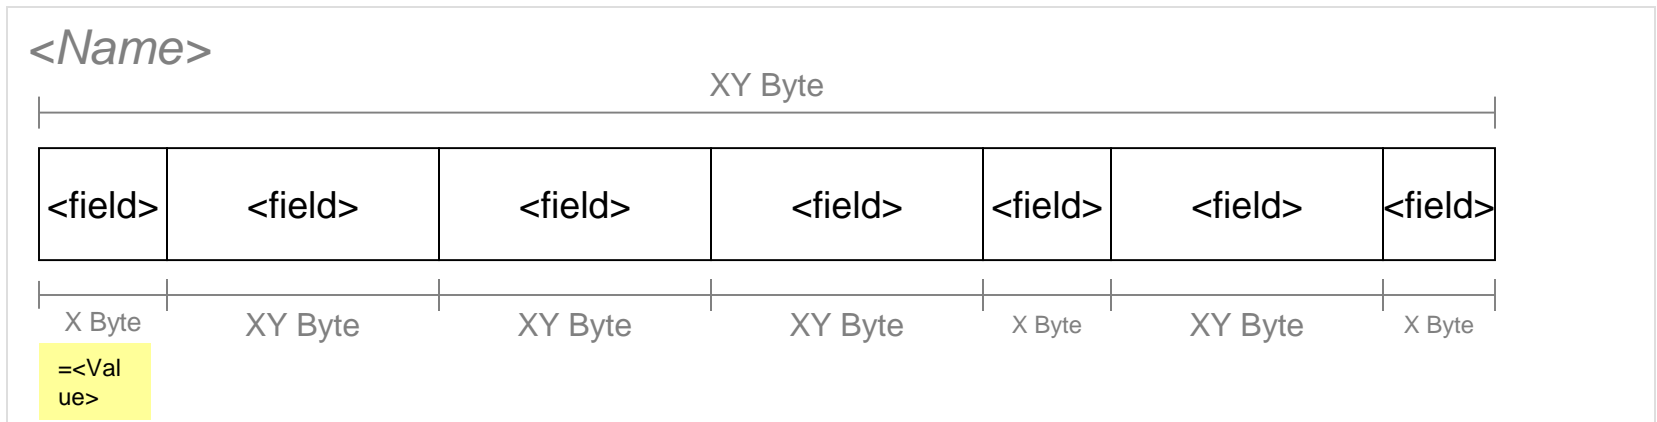 <Name>
XY Byte
<field> <field> <field> <field> <field> <field> <field>
X Byte XY Byte XY Byte XY Byte X Byte XY Byte X Byte
=<Val
ue>